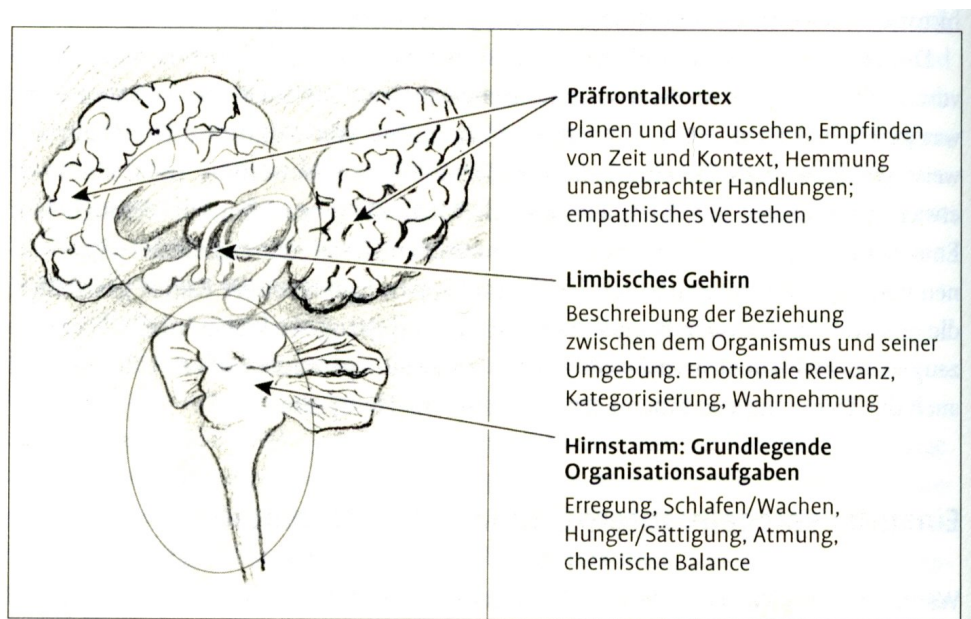 Präfrontalkortex
Planen und Voraussehen, Empfinden
von Zeit und Kontext, Hemmung
unangebrachter Handlungen;
empathisches Verstehen
Limbisches Gehirn
Beschreibung der Beziehung
zwischen dem Organismus und seiner
Umgebung. Emotionale Relevanz,
Kategorisierung, Wahrnehmung
Hirnstamm: Grundlegende
Organisationsaufgaben
Erregung, Schlafen/Wachen,
Hunger/Sättigung, Atmung,
chemische Balance